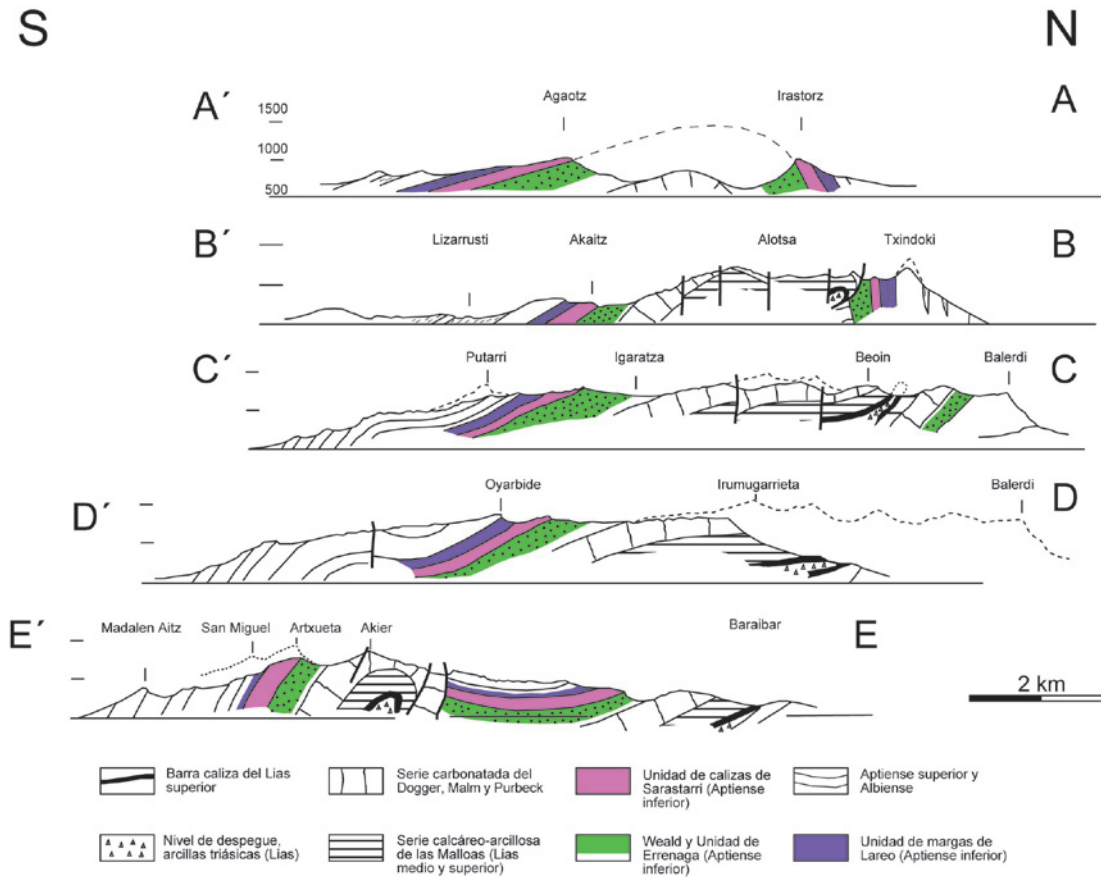 S
N
A´
A
1500
1000
500
Agaotz
Irastorz
B´
B
Lizarrusti
Akaitz
Alotsa
Txindoki
C´
C
Putarri
Igaratza
Beoin
Balerdi
D´
D
Oyarbide
Irumugarrieta
Balerdi
E´
E
Madalen Aitz
San Miguel
Artxueta
Akier
Baraibar
2 km
Barra caliza del Lias
superior
Serie carbonatada del
Dogger, Malm y Purbeck
Unidad de calizas de
Sarastarri (Aptiense
inferior)
Aptiense superior y
Albiense
Nivel de despegue,
arcillas triásicas (Lias)
Serie calcáreo-arcillosa
de las Malloas (Lias
medio y superior)
Weald y Unidad de
Errenaga (Aptiense
inferior)
Unidad de margas de
Lareo (Aptiense inferior)